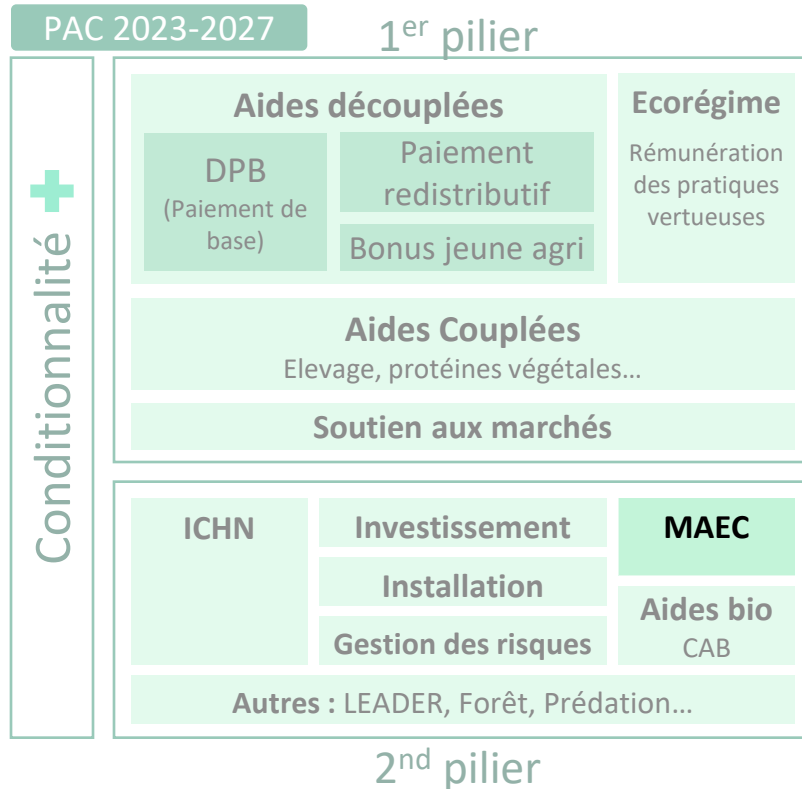 PAC 2023-2027
1er pilier
Conditionnalité +
Aides découplées
DPB
(Paiement de
base)
Paiement
redistributif
Bonus jeune agri
Ecorégime
Rémunération
des pratiques
vertueuses
Aides Couplées
Elevage, protéines végétales…
Soutien aux marchés
ICHN
Investissement
Installation
Gestion des risques
MAEC
Aides bio
CAB
Autres : LEADER, Forêt, Prédation…
2nd pilier